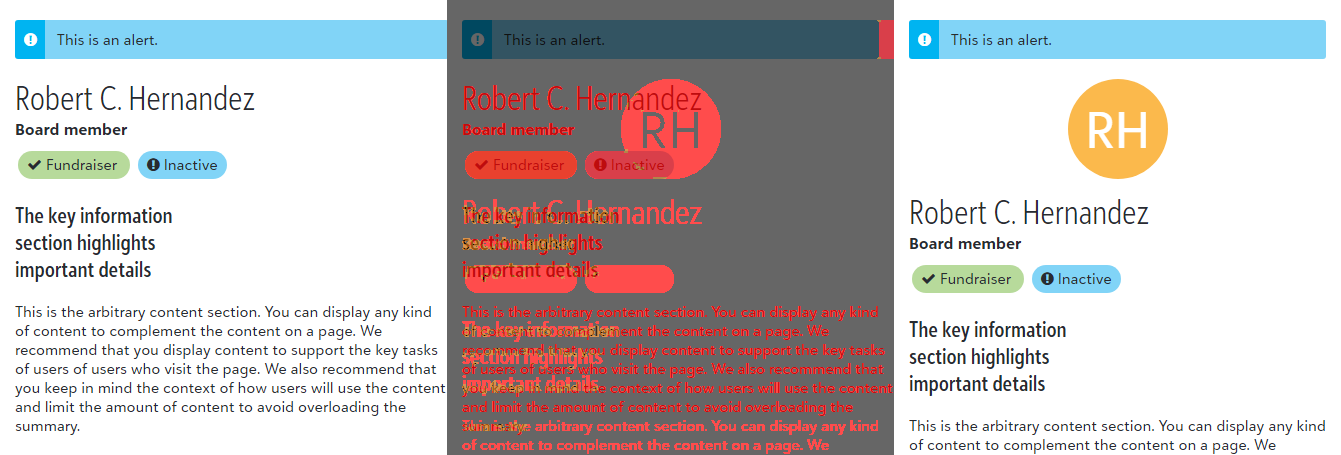 This is an alert.
Robert C. Hernandez
Board member
Fundraiser
Inactive
The key information
section highlights
important details
This is the arbitrary content section. You can display any kind
of content to complement the content on a page. We
recommend that you display content to support the key tasks
of users of users who visit the page. We also recommend that
you keep in mind the context of how users will use the content
and limit the amount of content to avoid overloading the
summary.
This is an alert.
Robert C. Hernandez
RH
Board member
Fundraiser
Inactive
Robert C. Hernandez
The key information
section highlights
important details
This is the arbitrary content section. You can display any kind
of content to complement the content on a page. We
recommend that you display content to support the key tasks
of users of users who visit the page. We also recommend that
you keep in mind the context of how users will use the content
and limit the amount of content to avoid overloading the
The key information
section highlights
important details
This is the arbitrary content section. You can display any kind
of content to complement the content on a page. We
This is an alert.
RH
Robert C. Hernandez
Board member
Fundraiser
Inactive
The key information
section highlights
important details
This is the arbitrary content section. You can display any kind
of content to complement the content on a page. We